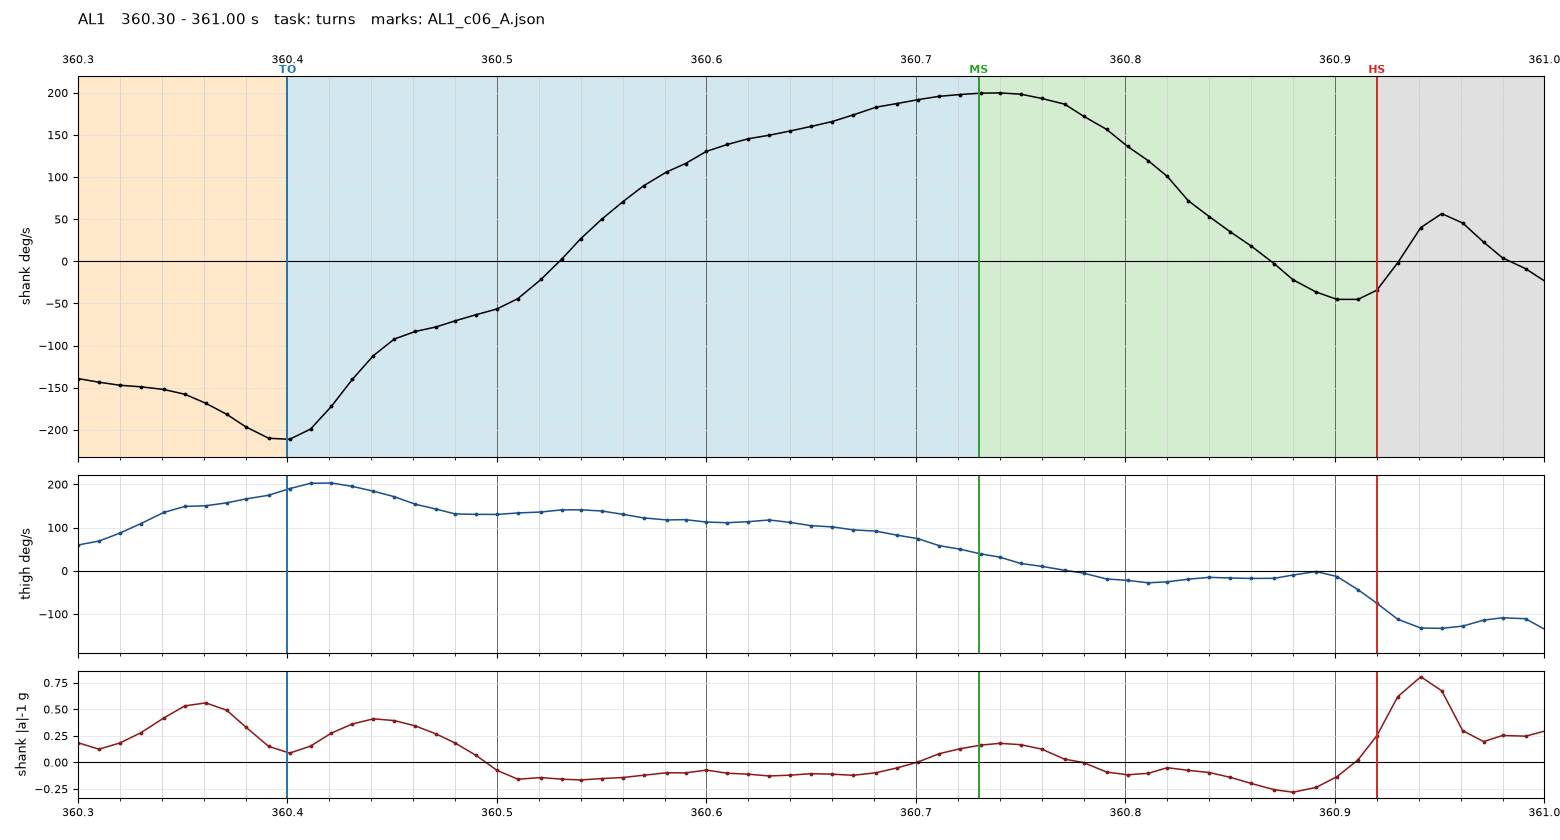 AL1   360.30 - 361.00 s   task: turns   marks: AL1_c06_A.json
360.3 360.4 360.5 360.6 360.7 360.8 360.9 361.0
TO MS HS
shank deg/s
200
150
100
50
0
−50
−100
−150
−200
thigh deg/s
200
100
0
−100
shank |a|-1 g
0.75
0.50
0.25
0.00
−0.25
360.3 360.4 360.5 360.6 360.7 360.8 360.9 361.0